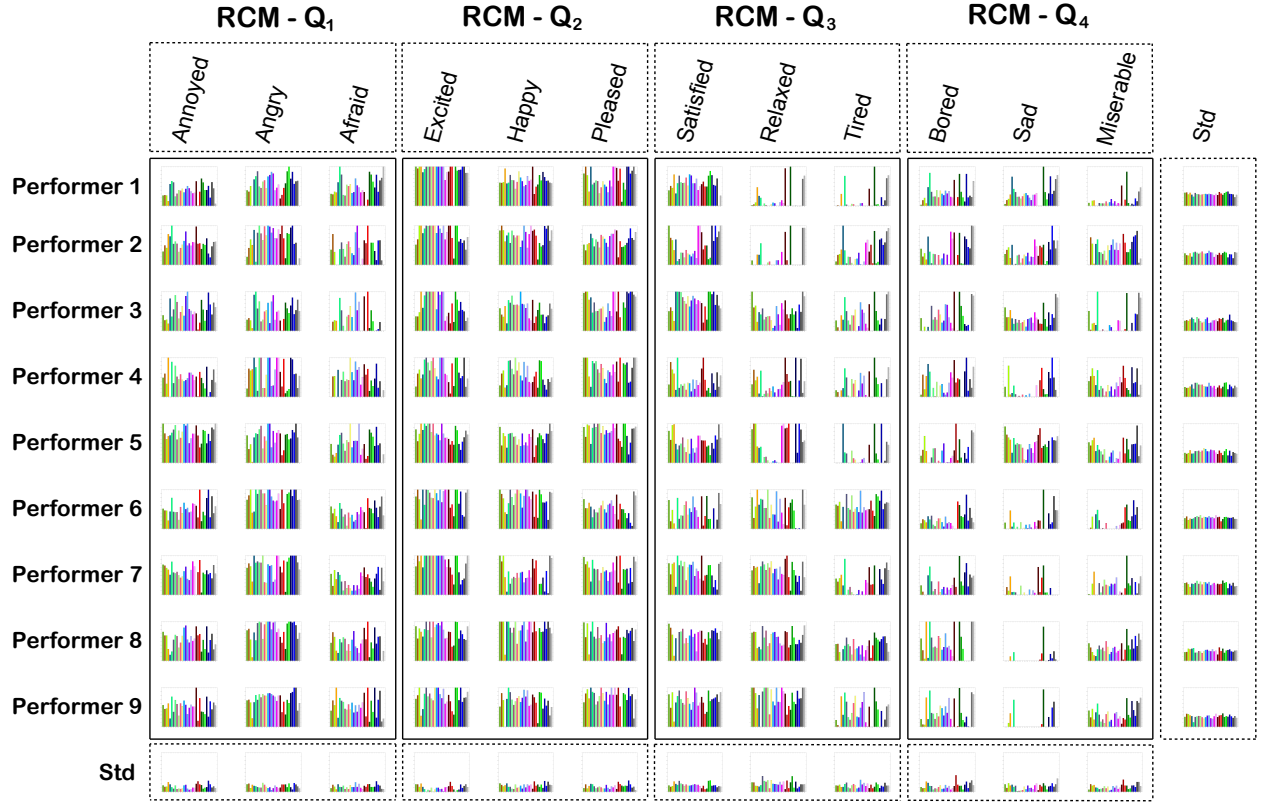 RCM - Q₁ RCM - Q₂ RCM - Q₃ RCM - Q₄
Annoyed Angry Afraid Excited Happy Pleased Satisfied Relaxed Tired Bored Sad Miserable Std
Performer 1
Performer 2
Performer 3
Performer 4
Performer 5
Performer 6
Performer 7
Performer 8
Performer 9
Std